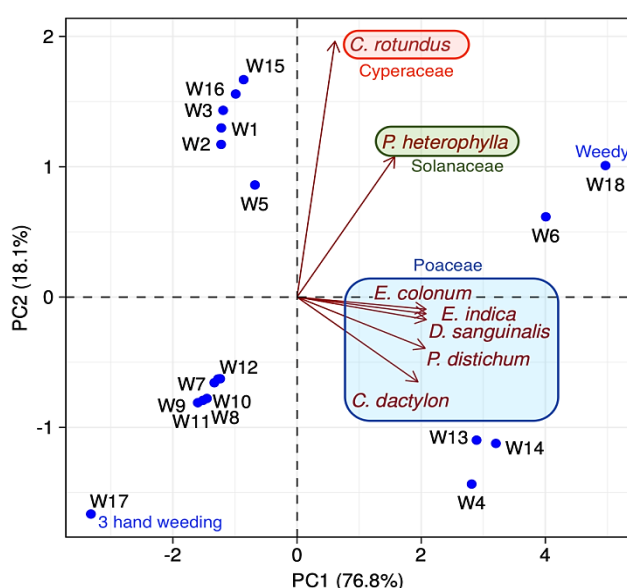 2
C. rotundus
Cyperaceae
W15
W16
W3
W1
W2
P. heterophylla
Solanaceae
Weedy
W18
1
W5
W6
PC2 (18.1%)
Poaceae
E. colonum
0
E. indica
D. sanguinalis
P. distichum
W12
W7
W10
W9
W8
W11
C. dactylon
-1
W13
W14
W4
W17
3 hand weeding
-2
0
2
4
PC1 (76.8%)